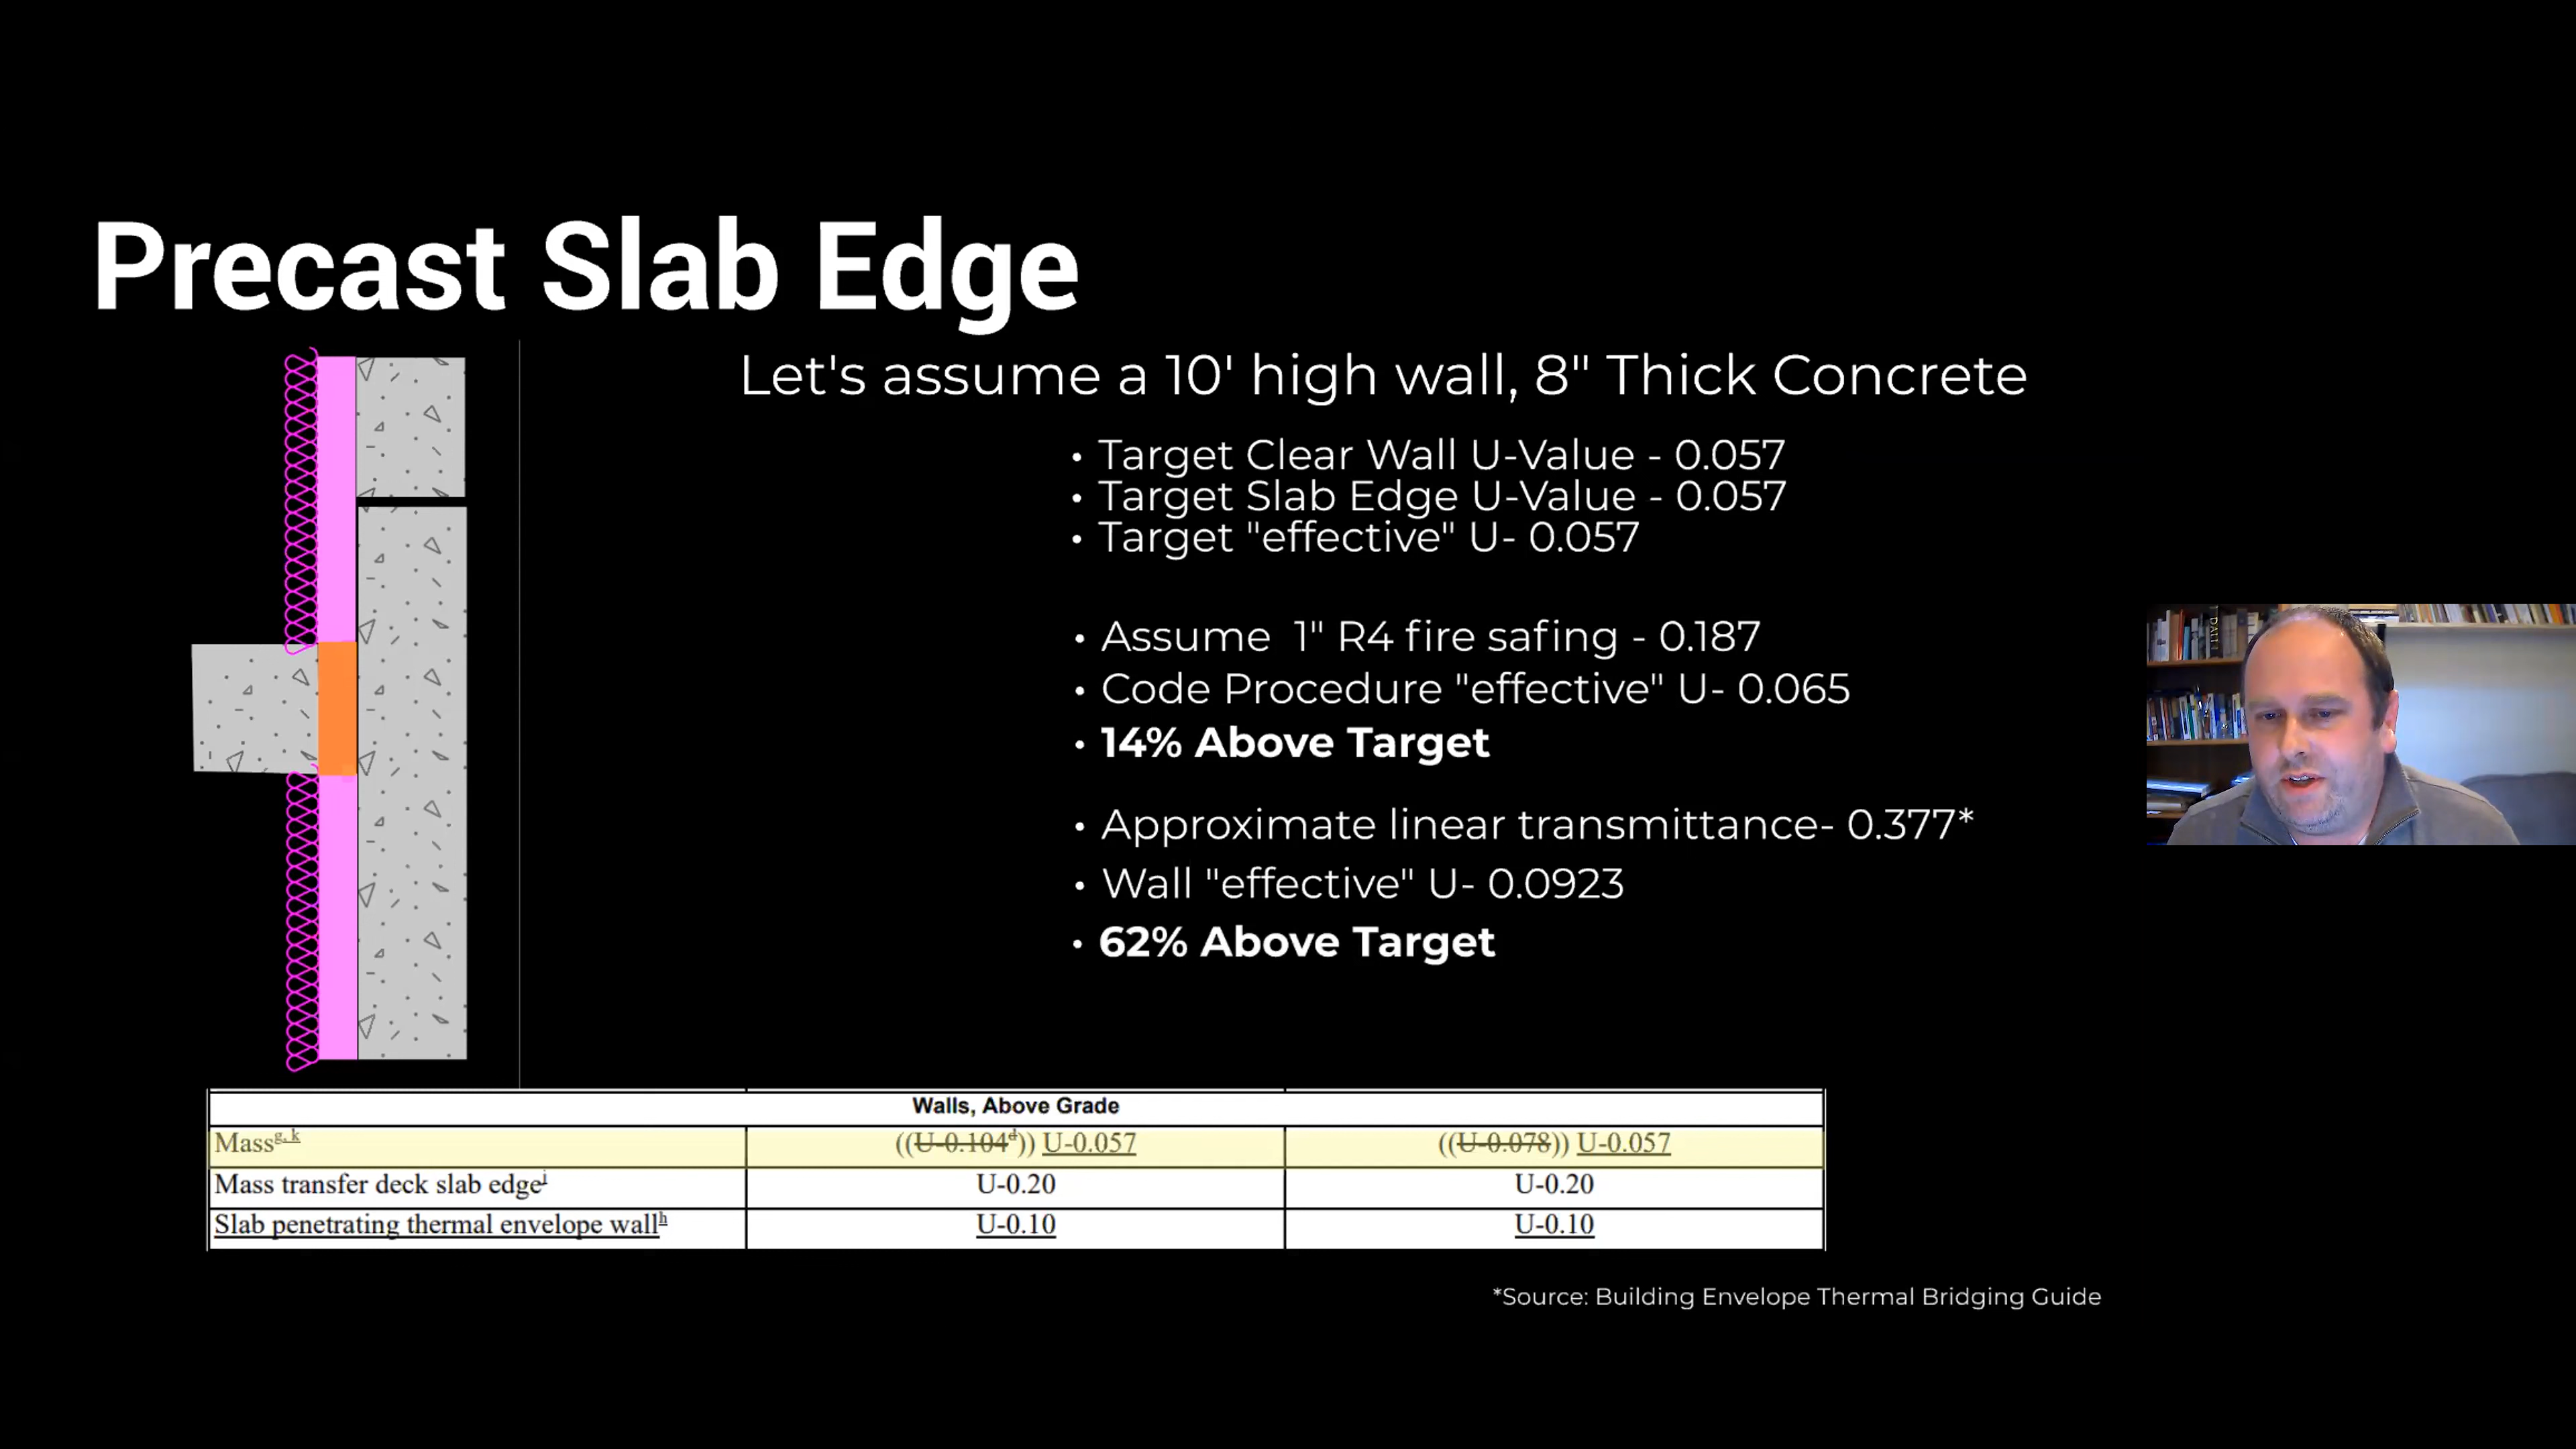 Precast Slab Edge
Let's assume a 10' high wall, 8" Thick Concrete
• Target Clear Wall U-Value - 0.057
• Target Slab Edge U-Value - 0.057
• Target "effective" U- 0.057
• Assume 1" R4 fire safing - 0.187
• Code Procedure "effective" U- 0.065
• 14% Above Target
• Approximate linear transmittance- 0.377*
• Wall "effective" U- 0.0923
• 62% Above Target
Walls, Above Grade
Massg, k ((U-0.104d)) U-0.057 ((U-0.078)) U-0.057
Mass transfer deck slab edgej U-0.20 U-0.20
Slab penetrating thermal envelope wallh U-0.10 U-0.10
*Source: Building Envelope Thermal Bridging Guide